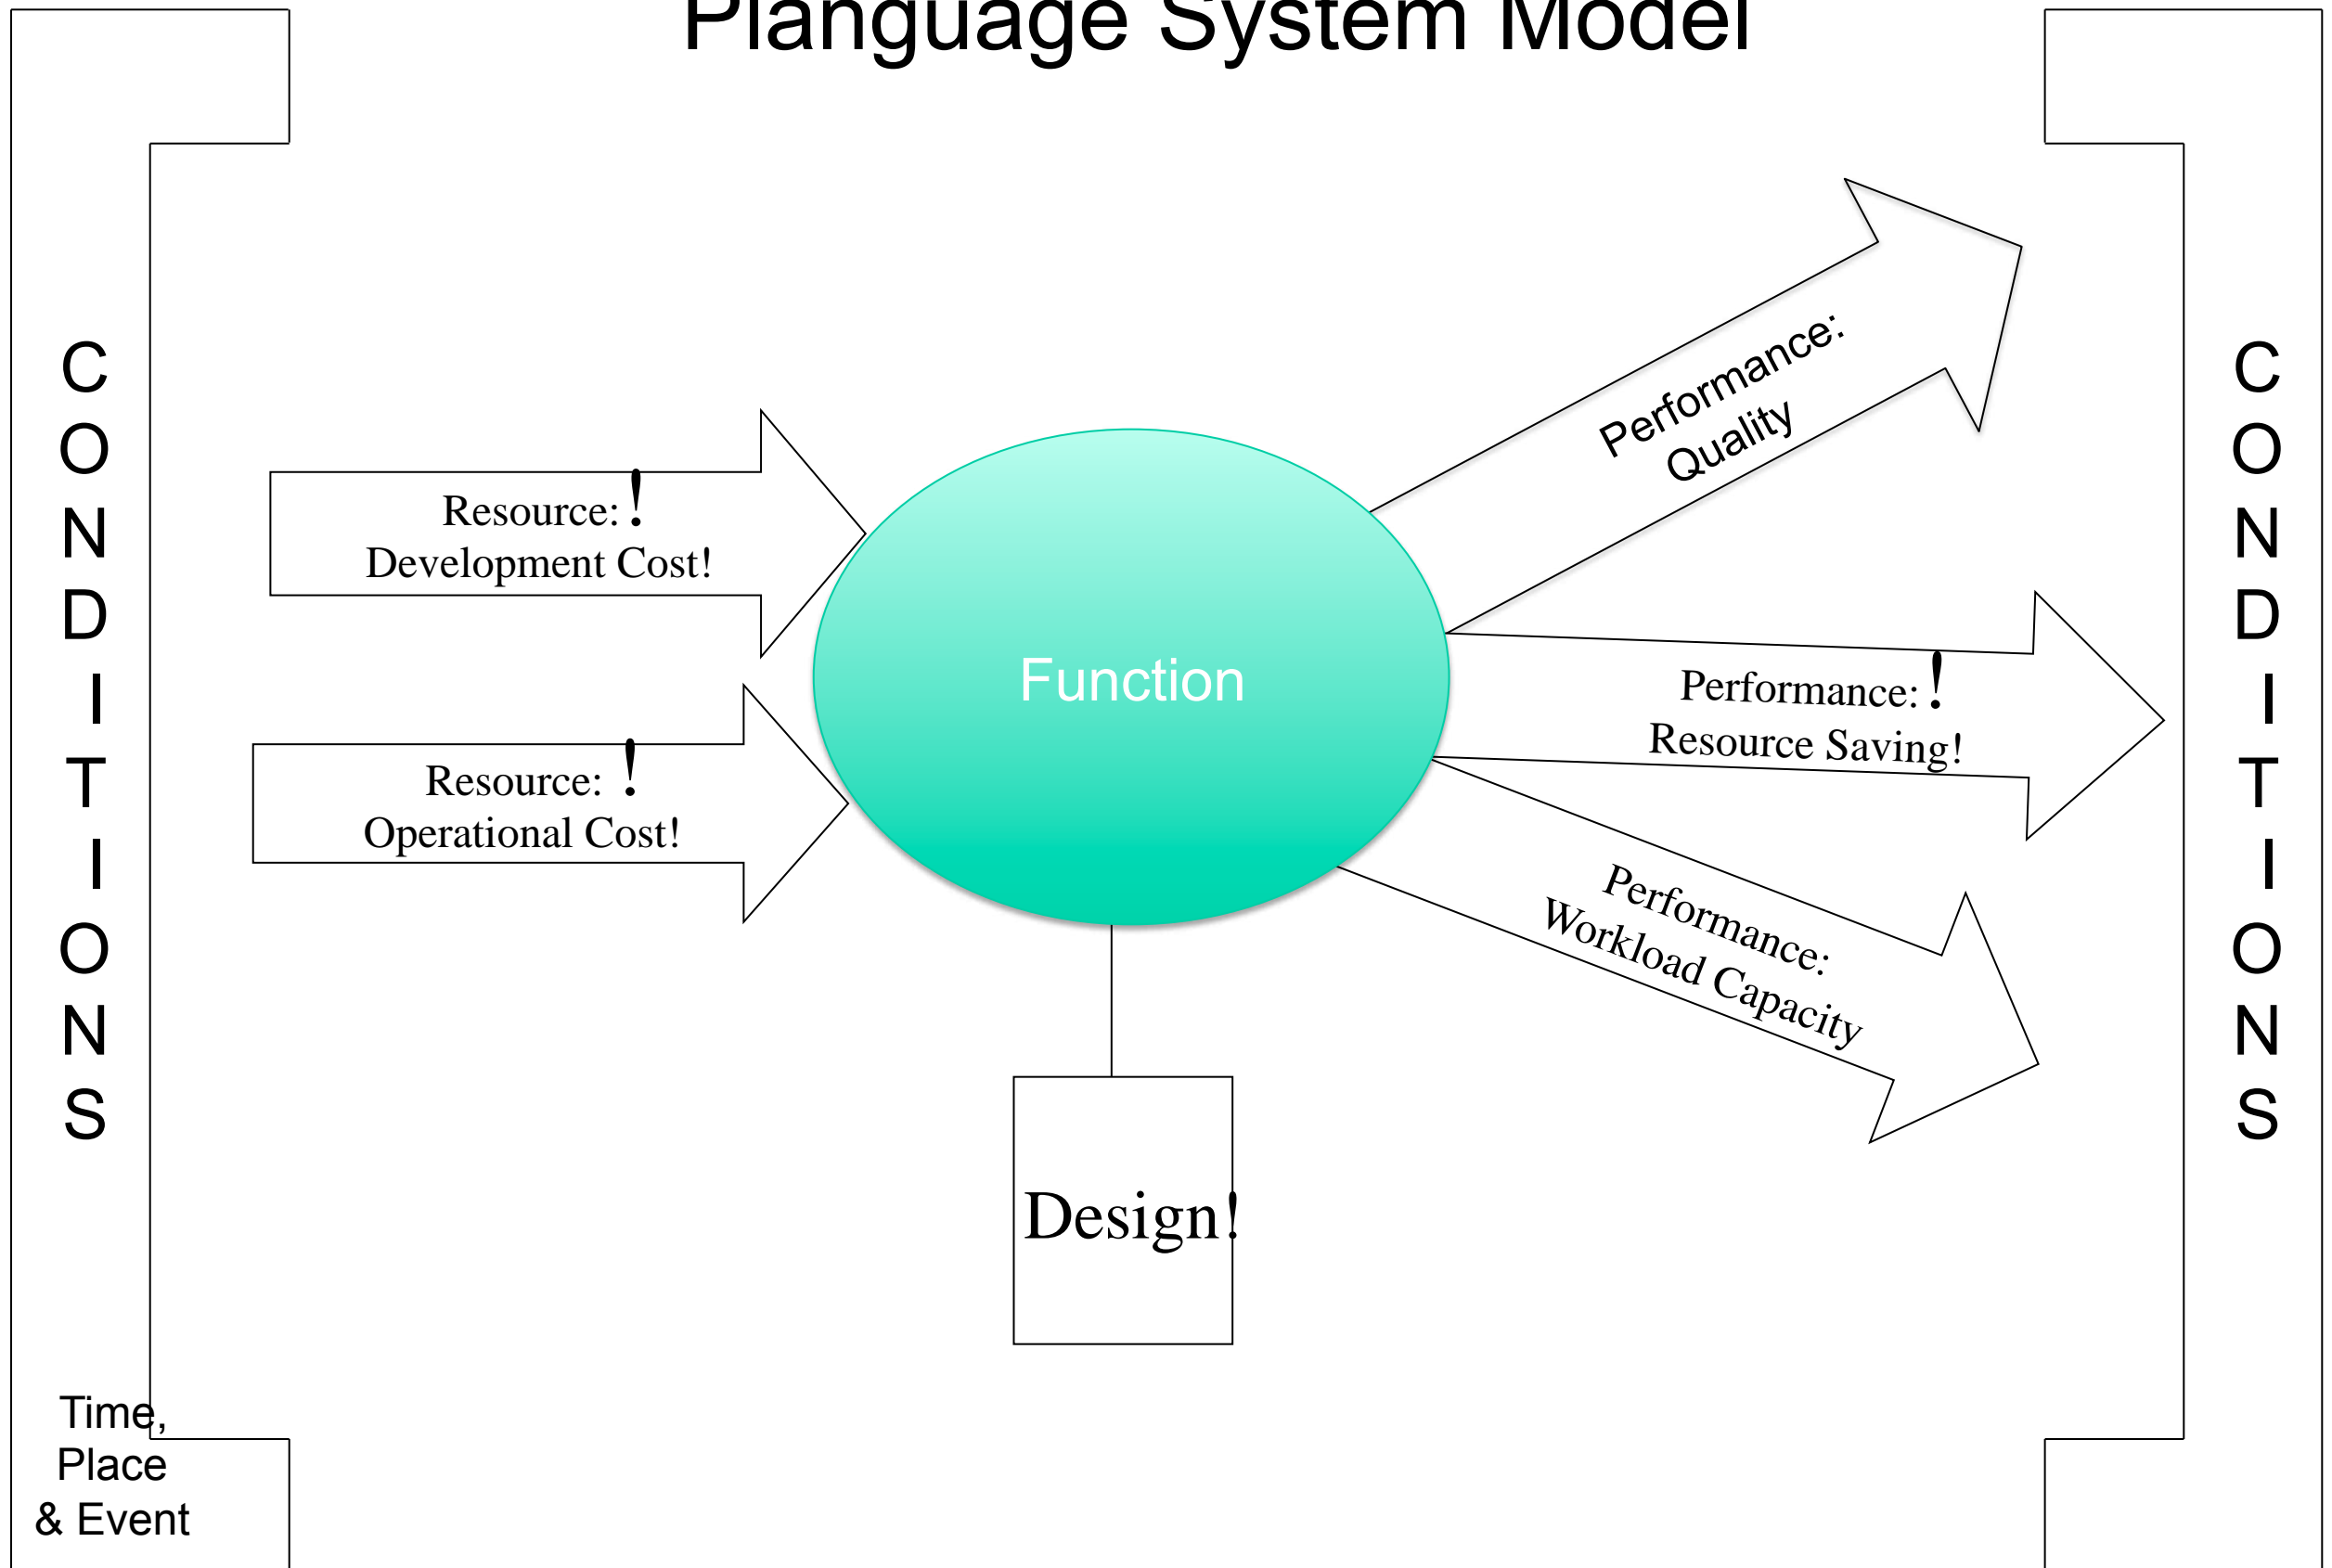 Planguage System Model
C
O
N
D
I
T
I
O
N
S
Time,
Place
& Event
Resource: !
Development Cost!
Resource: !
Operational Cost!
Function
Design!
Performance:
Quality
Performance: !
Resource Saving!
Performance:
Workload Capacity
C
O
N
D
I
T
I
O
N
S